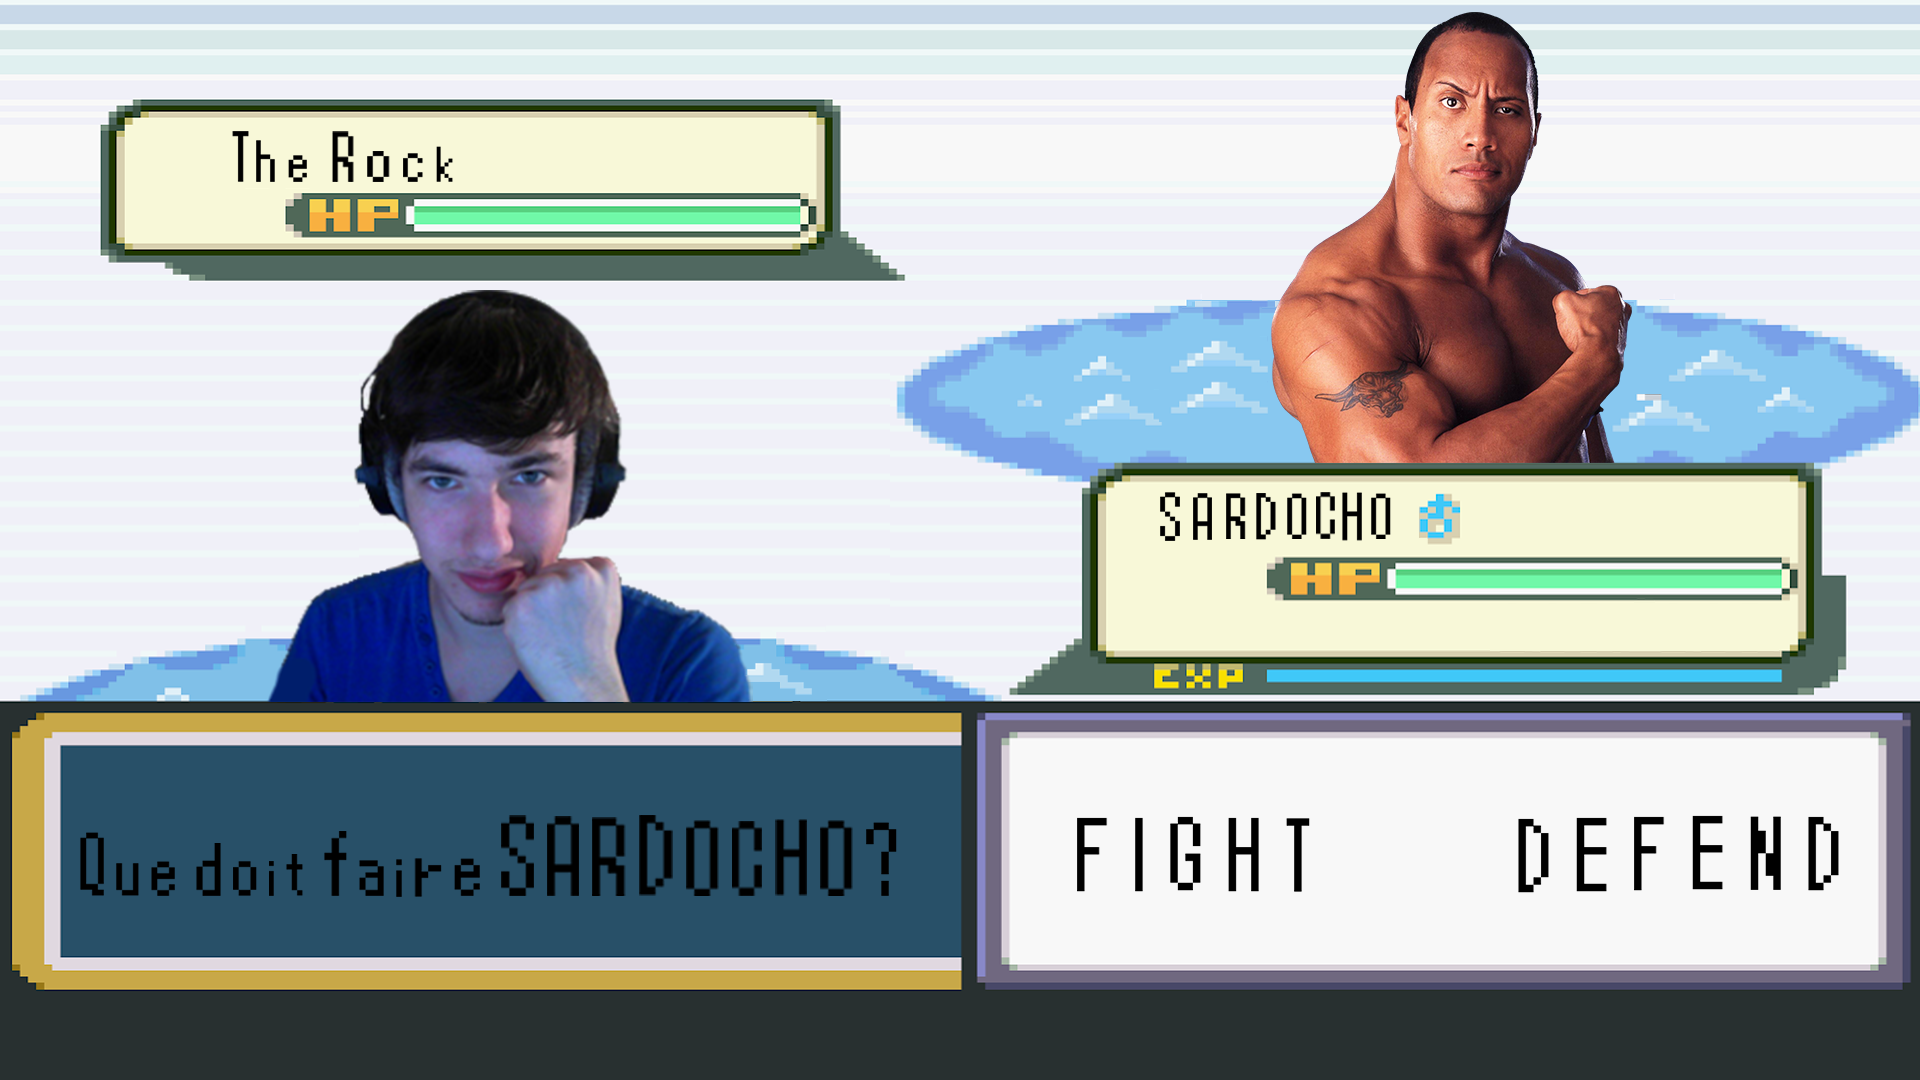 The Rock
HP
SARDOCHO ♂
HP
EXP
Que doit faire SARDOCHO?
FIGHT DEFEND